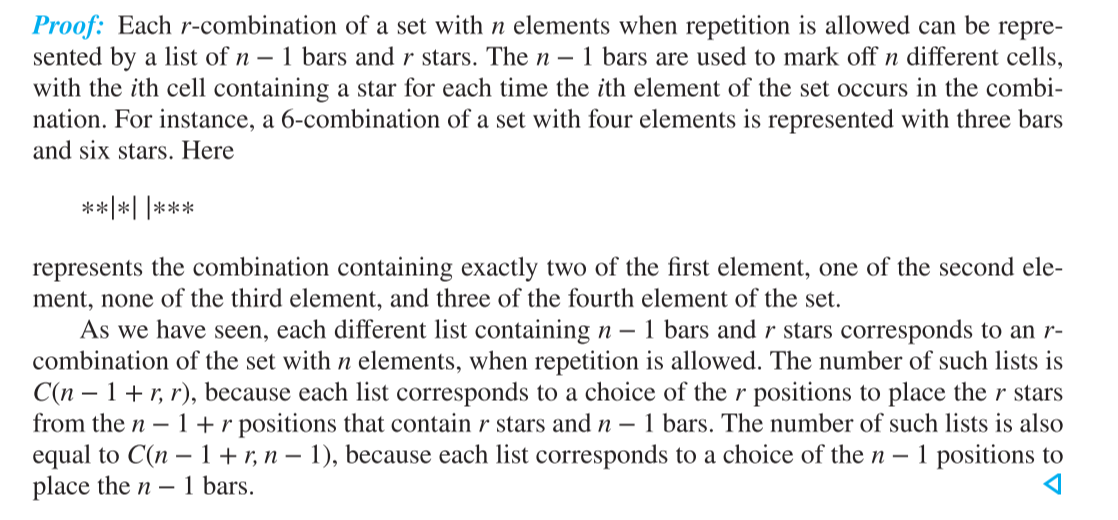 Proof: Each r-combination of a set with n elements when repetition is allowed can be repre-
sented by a list of n − 1 bars and r stars. The n − 1 bars are used to mark off n different cells,
with the ith cell containing a star for each time the ith element of the set occurs in the combi-
nation. For instance, a 6-combination of a set with four elements is represented with three bars
and six stars. Here
**|*| |***
represents the combination containing exactly two of the first element, one of the second ele-
ment, none of the third element, and three of the fourth element of the set.
As we have seen, each different list containing n − 1 bars and r stars corresponds to an r-
combination of the set with n elements, when repetition is allowed. The number of such lists is
C(n − 1 + r, r), because each list corresponds to a choice of the r positions to place the r stars
from the n − 1 + r positions that contain r stars and n − 1 bars. The number of such lists is also
equal to C(n − 1 + r, n − 1), because each list corresponds to a choice of the n − 1 positions to
place the n − 1 bars.